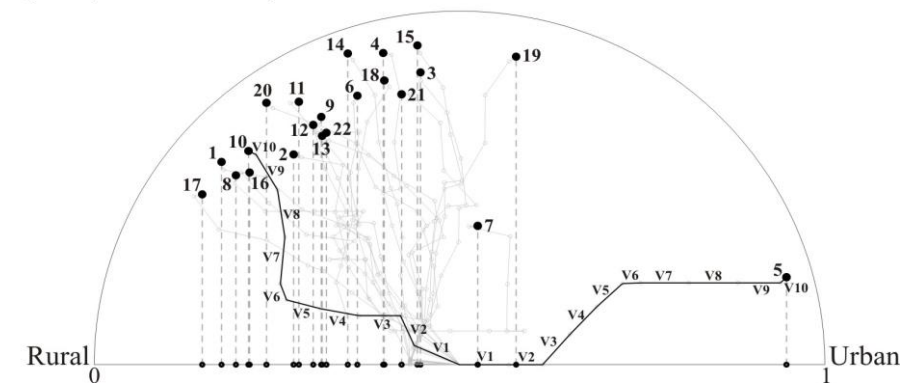 15
14 4 19
18 3
20 11 6 21
9
12 22
10 V10 2 13
1
V9
8 16
17
V8
7
V7
V6 V6 V7 V8 5
V5 V5 V9 V10
V4 V3 V2 V4
V1 V3
Rural V1 V2 Urban
0 1